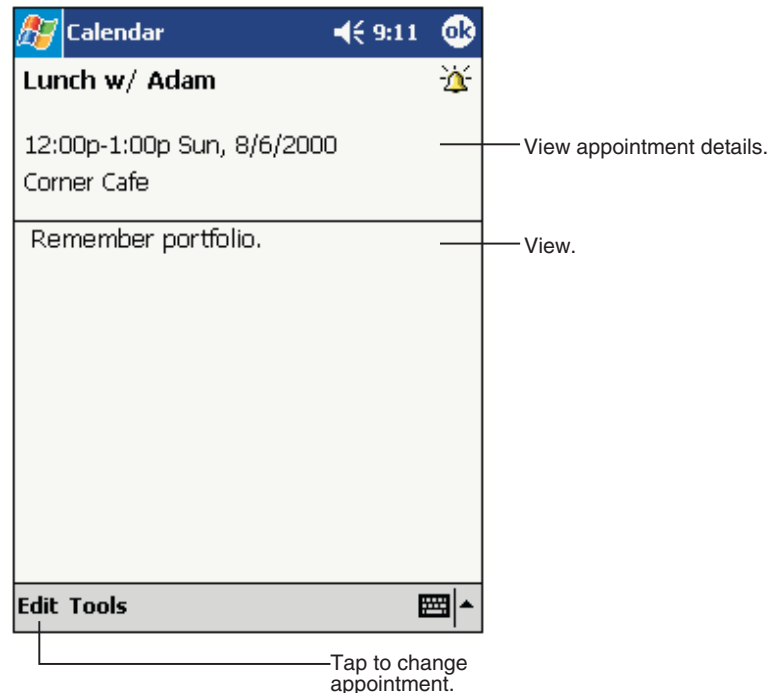 Calendar 9:11 ok
Lunch w/ Adam
12:00p-1:00p Sun, 8/6/2000
View appointment details.
Corner Cafe
Remember portfolio.
View.
Edit Tools
Tap to change
appointment.